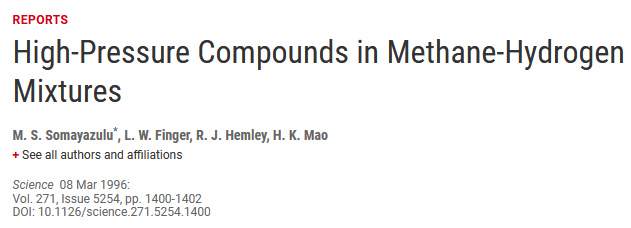 REPORTS
High-Pressure Compounds in Methane-Hydrogen
Mixtures
M. S. Somayazulu*, L. W. Finger, R. J. Hemley, H. K. Mao
+ See all authors and affiliations
Science 08 Mar 1996:
Vol. 271, Issue 5254, pp. 1400-1402
DOI: 10.1126/science.271.5254.1400